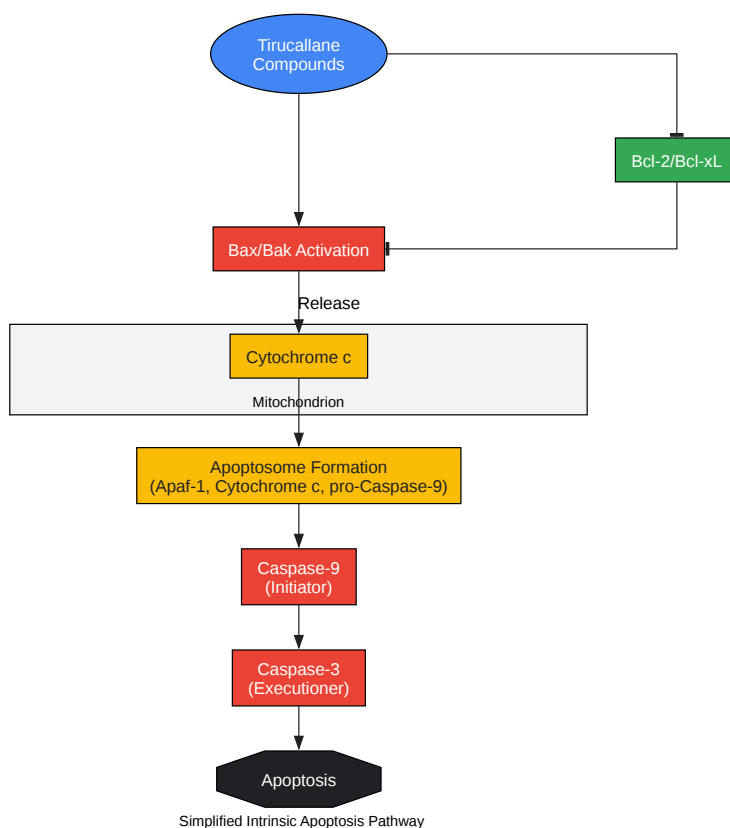 Tirucallane
Compounds
Bcl-2/Bcl-xL
Bax/Bak Activation
Release
Cytochrome c
Mitochondrion
Apoptosome Formation
(Apaf-1, Cytochrome c, pro-Caspase-9)
Caspase-9
(Initiator)
Caspase-3
(Executioner)
Apoptosis
Simplified Intrinsic Apoptosis Pathway